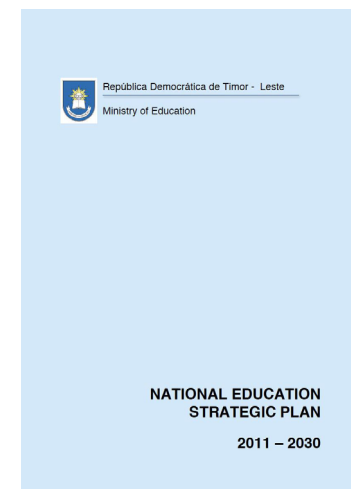 República Democrática de Timor - Leste
Ministry of Education
NATIONAL EDUCATION
STRATEGIC PLAN
2011 – 2030